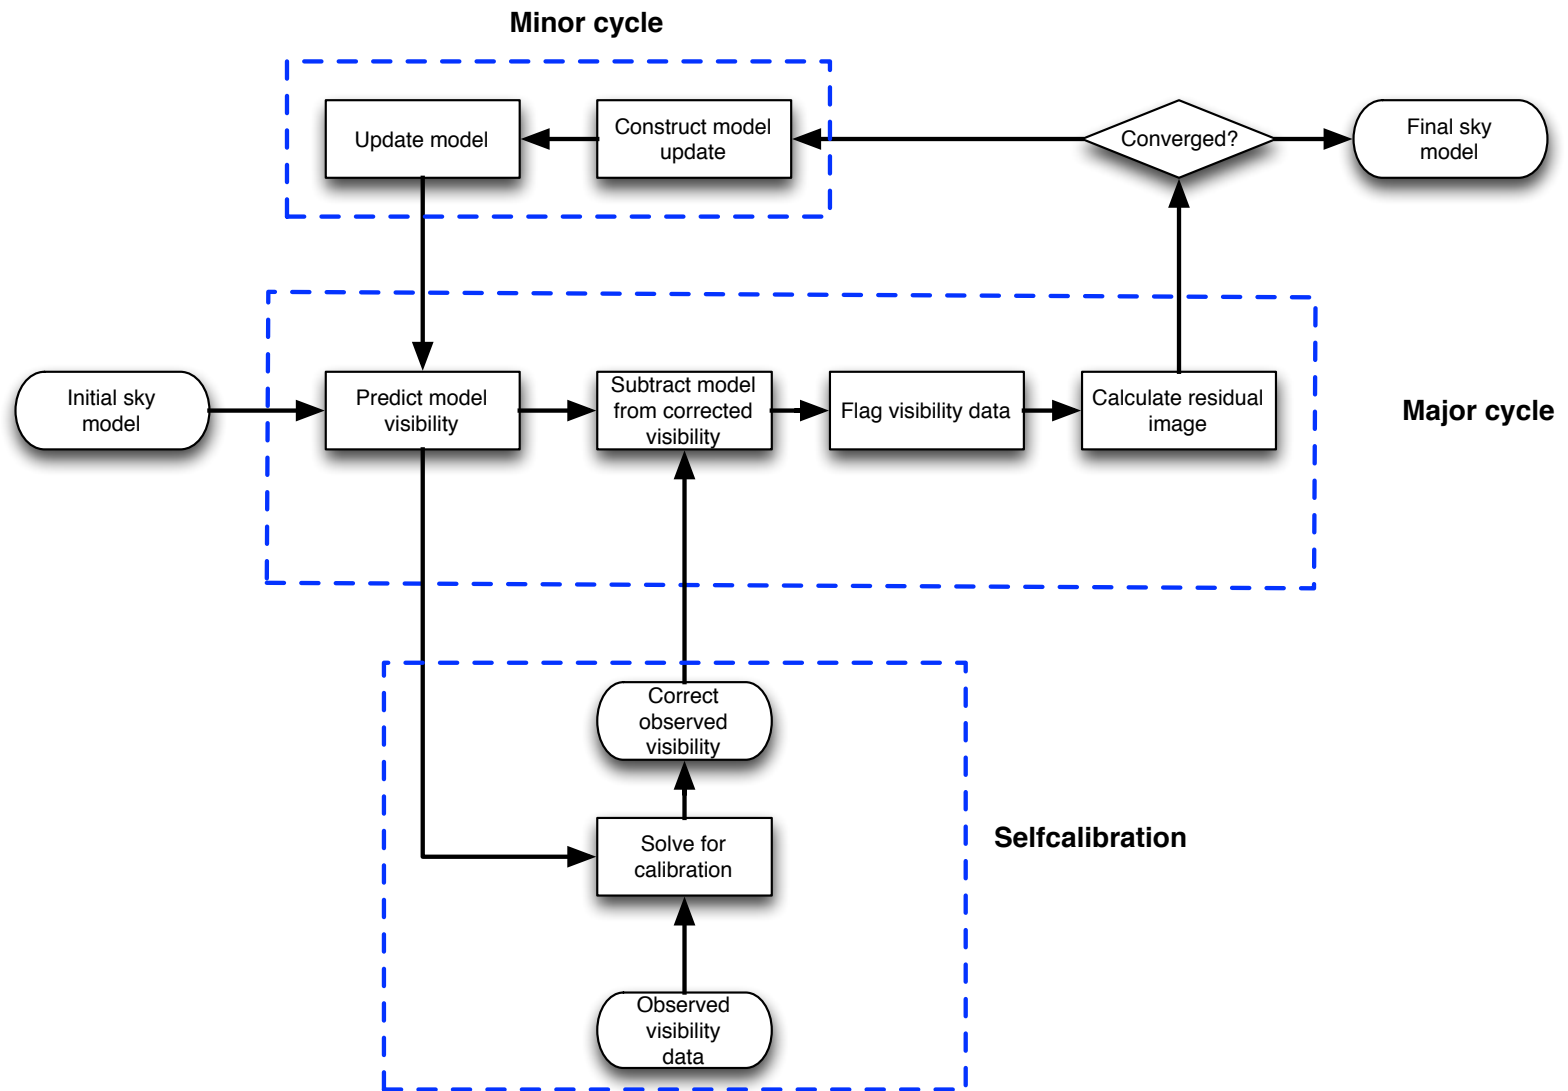 Minor cycle
Update model
Construct model
update
Converged?
Final sky
model
Initial sky
model
Predict model
visibility
Subtract model
from corrected
visibility
Flag visibility data
Calculate residual
image
Major cycle
Correct
observed
visibility
Solve for
calibration
Selfcalibration
Observed
visibility
data